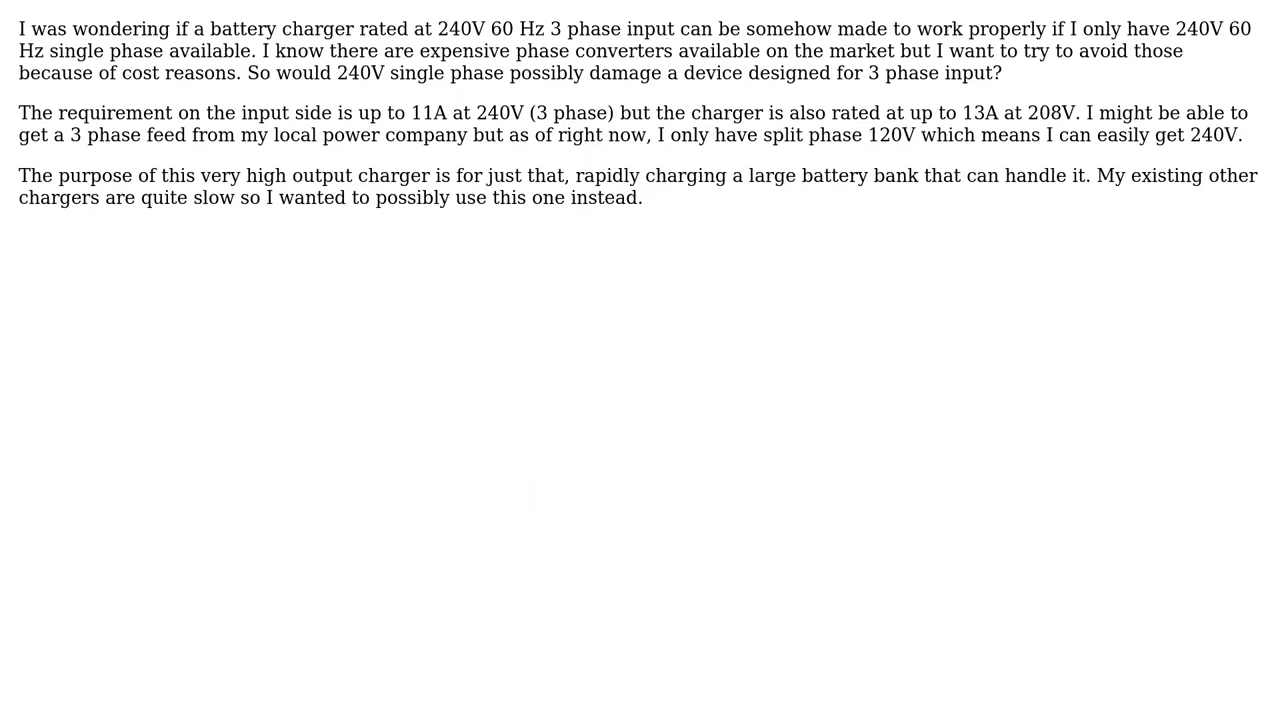 I was wondering if a battery charger rated at 240V 60 Hz 3 phase input can be somehow made to work properly if I only have 240V 60
Hz single phase available. I know there are expensive phase converters available on the market but I want to try to avoid those
because of cost reasons. So would 240V single phase possibly damage a device designed for 3 phase input?
The requirement on the input side is up to 11A at 240V (3 phase) but the charger is also rated at up to 13A at 208V. I might be able to
get a 3 phase feed from my local power company but as of right now, I only have split phase 120V which means I can easily get 240V.
The purpose of this very high output charger is for just that, rapidly charging a large battery bank that can handle it. My existing other
chargers are quite slow so I wanted to possibly use this one instead.